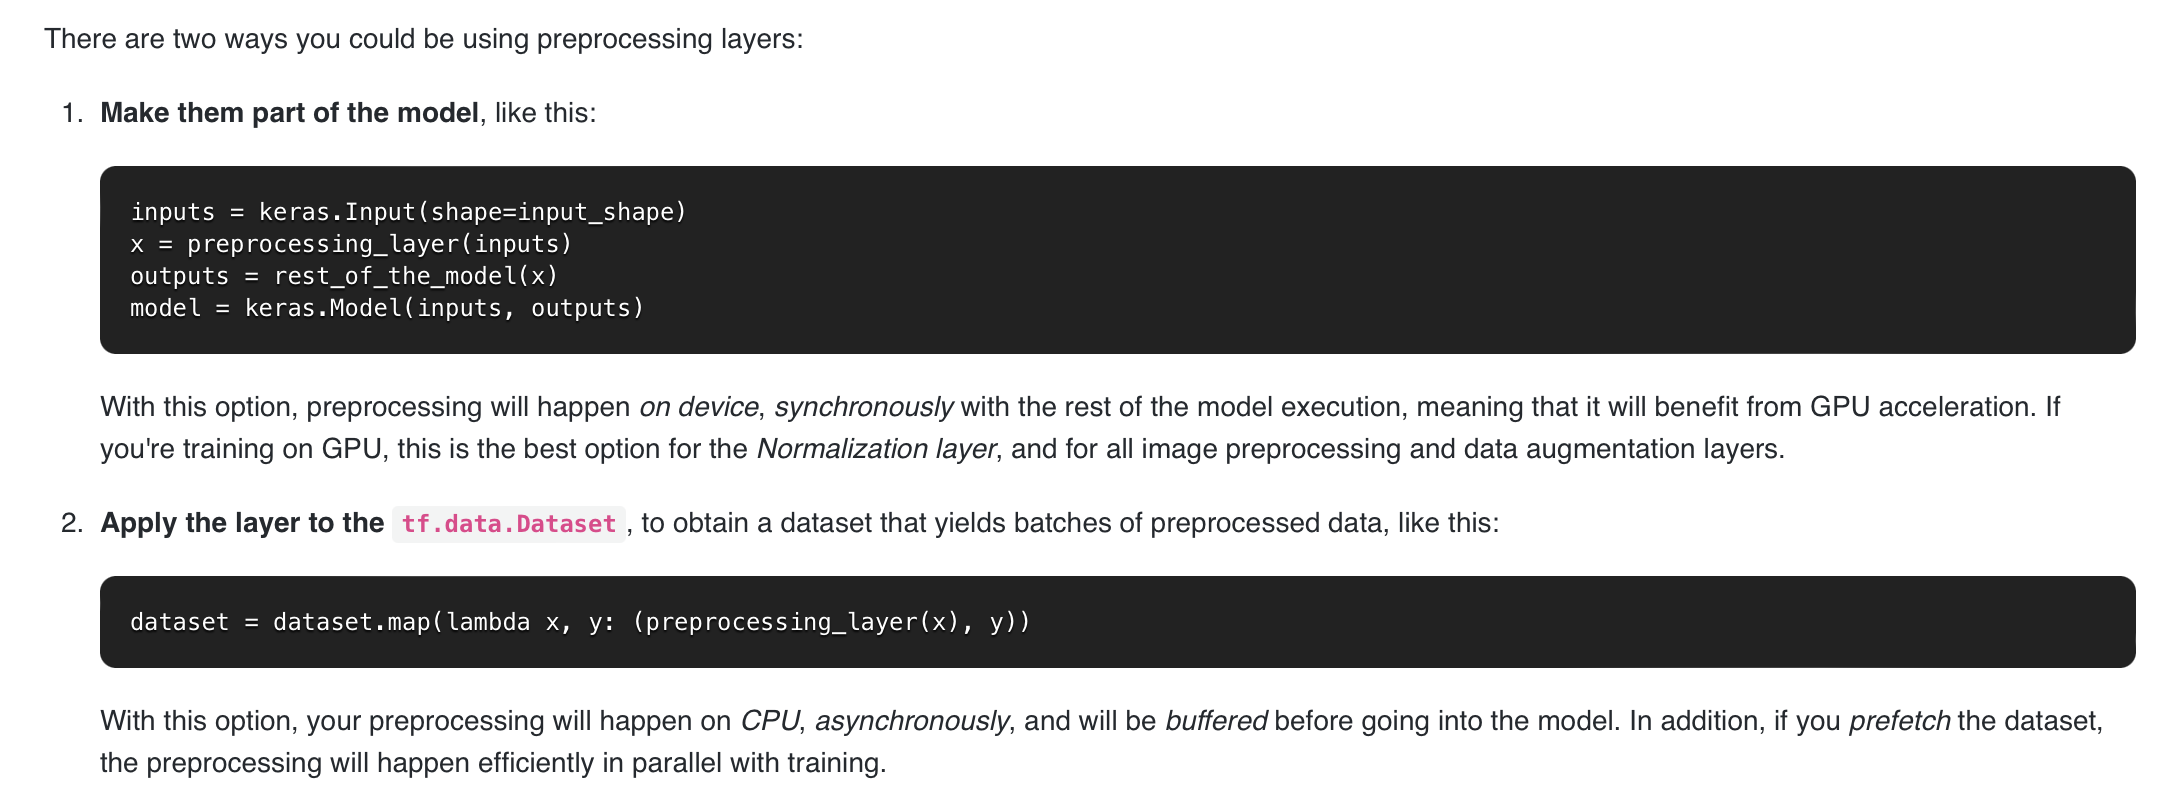 There are two ways you could be using preprocessing layers:
1. Make them part of the model, like this:
inputs = keras.Input(shape=input_shape)
x = preprocessing_layer(inputs)
outputs = rest_of_the_model(x)
model = keras.Model(inputs, outputs)
With this option, preprocessing will happen on device, synchronously with the rest of the model execution, meaning that it will benefit from GPU acceleration. If
you're training on GPU, this is the best option for the Normalization layer, and for all image preprocessing and data augmentation layers.
2. Apply the layer to the tf.data.Dataset, to obtain a dataset that yields batches of preprocessed data, like this:
dataset = dataset.map(lambda x, y: (preprocessing_layer(x), y))
With this option, your preprocessing will happen on CPU, asynchronously, and will be buffered before going into the model. In addition, if you prefetch the dataset,
the preprocessing will happen efficiently in parallel with training.